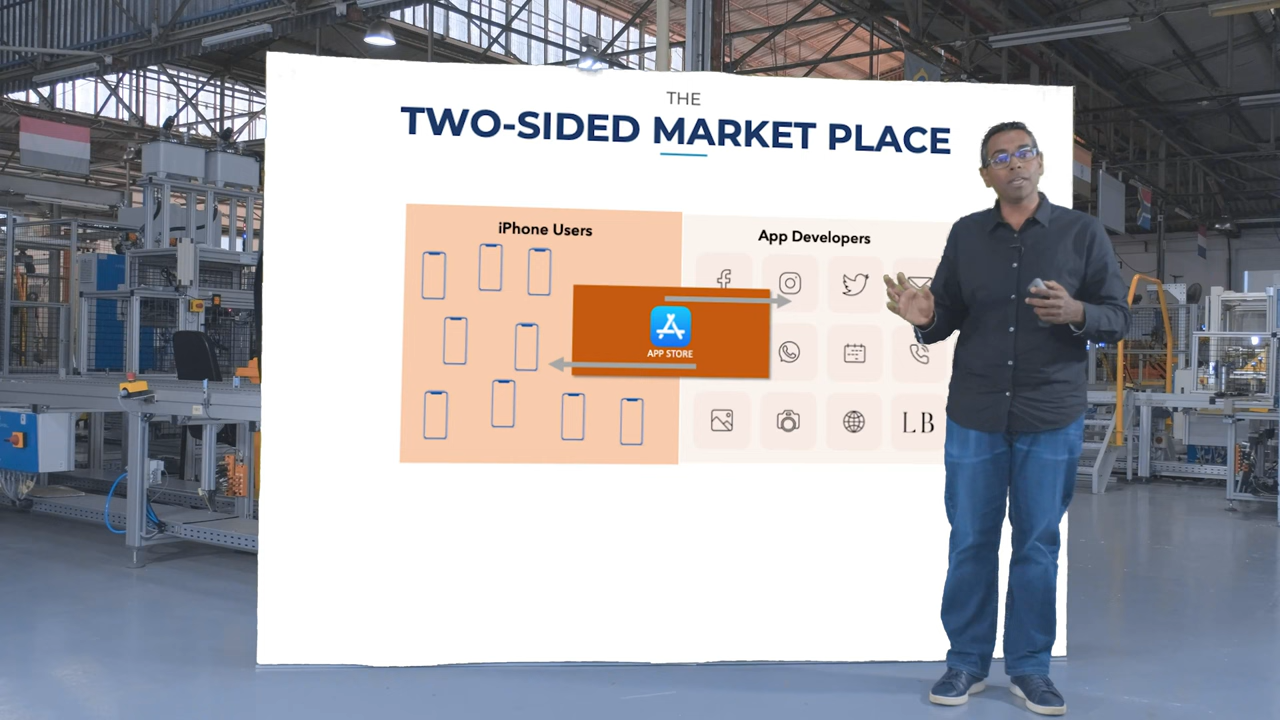 THE
TWO-SIDED MARKET PLACE
iPhone Users
App Developers
APP STORE
LB